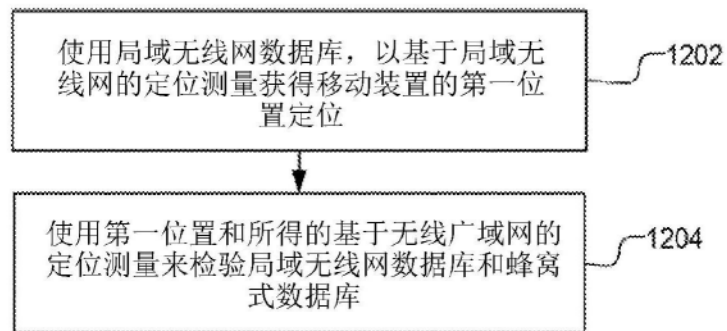 使用局域无线网数据库，以基于局域无
线网的定位测量获得移动装置的第一位
置定位
1202
使用第一位置和所得的基于无线广域网的
定位测量来检验局域无线网数据库和蜂窝
式数据库
1204